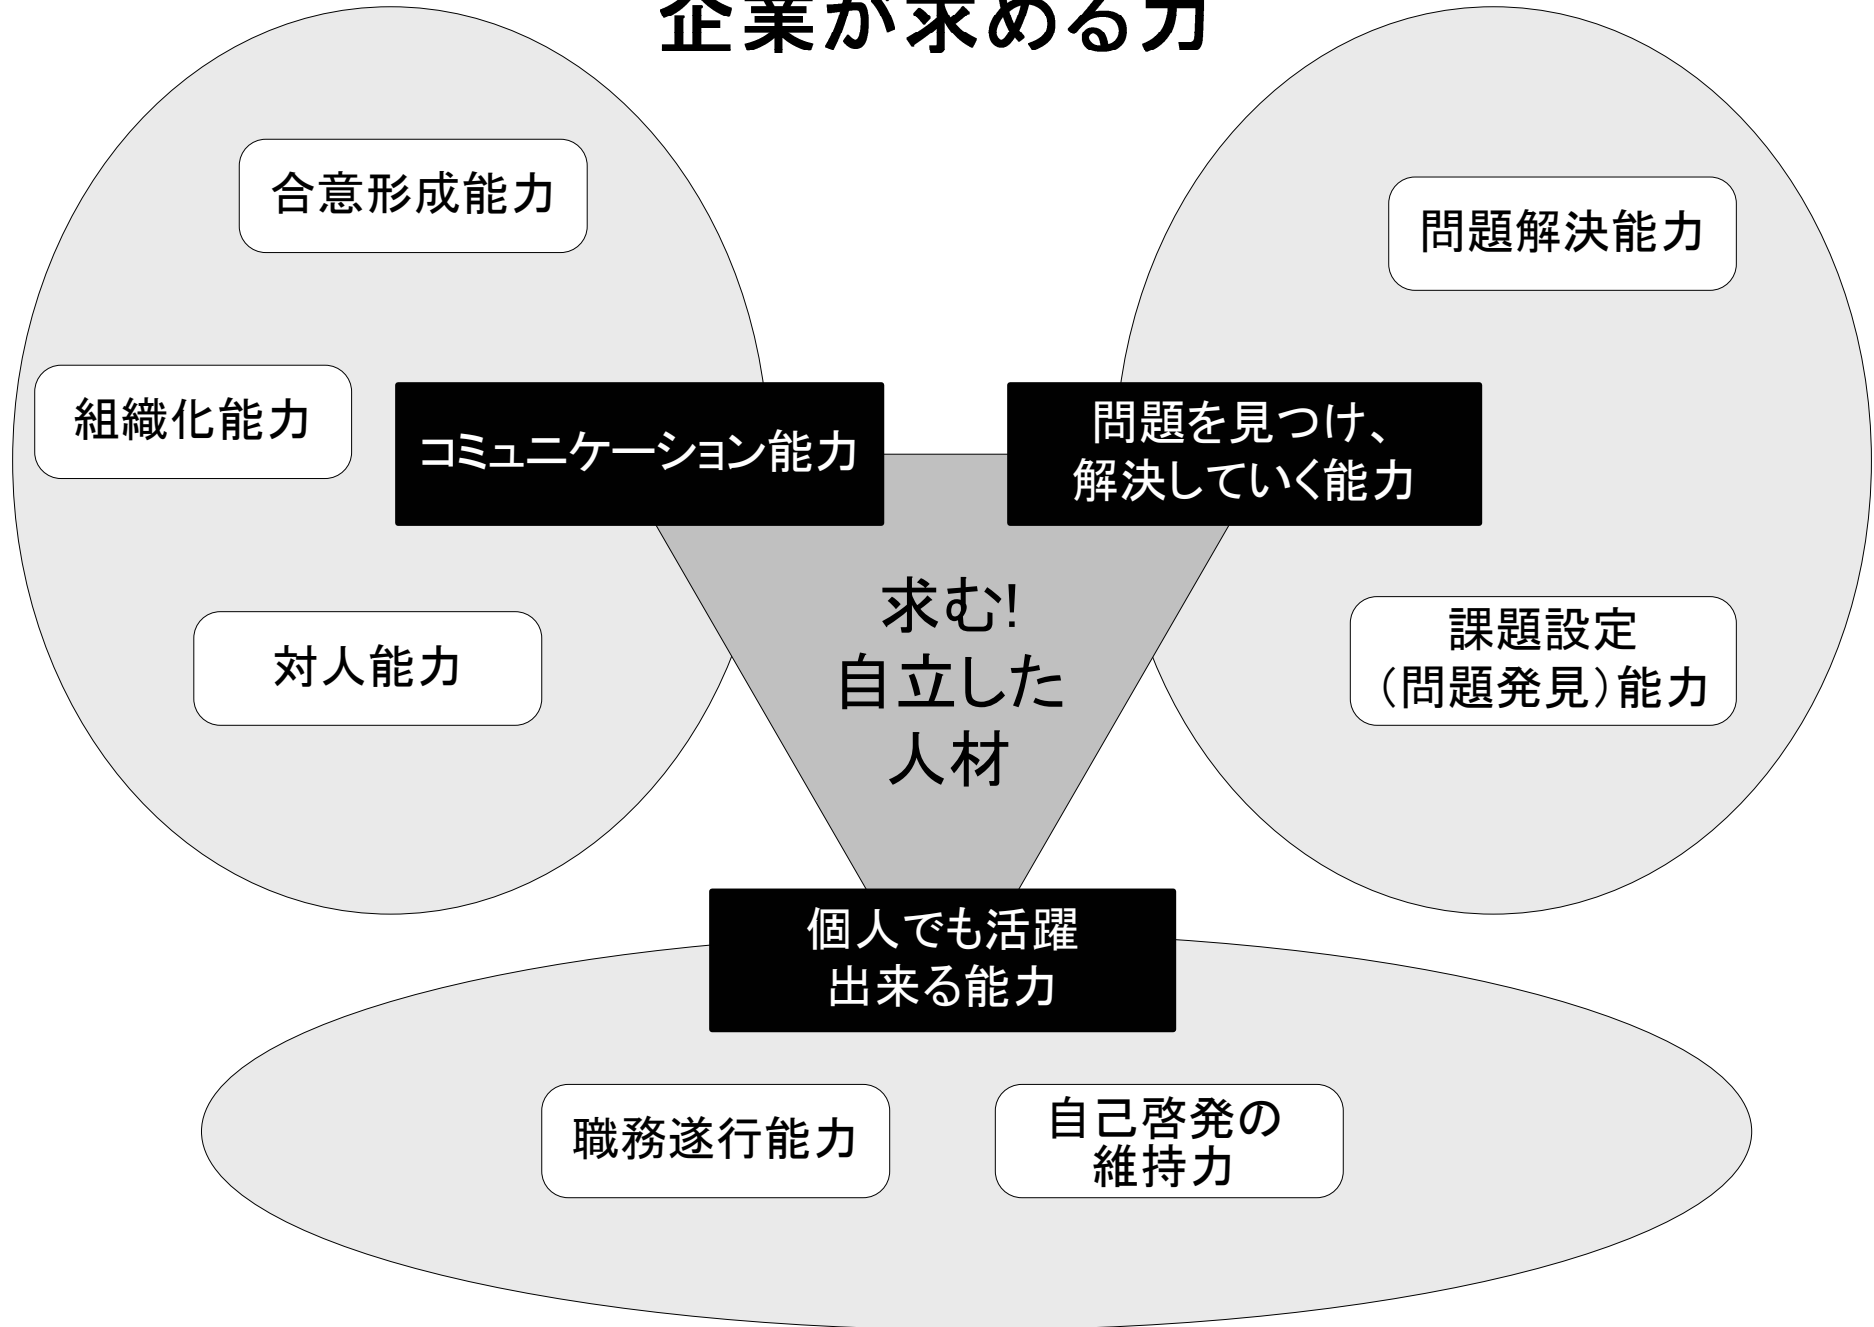 企業が求める力
合意形成能力
組織化能力
対人能力
コミュニケーション能力
問題を見つけ、
解決していく能力
問題解決能力
課題設定
（問題発見）能力
求む!
自立した
人材
個人でも活躍
出来る能力
職務遂行能力
自己啓発の
維持力